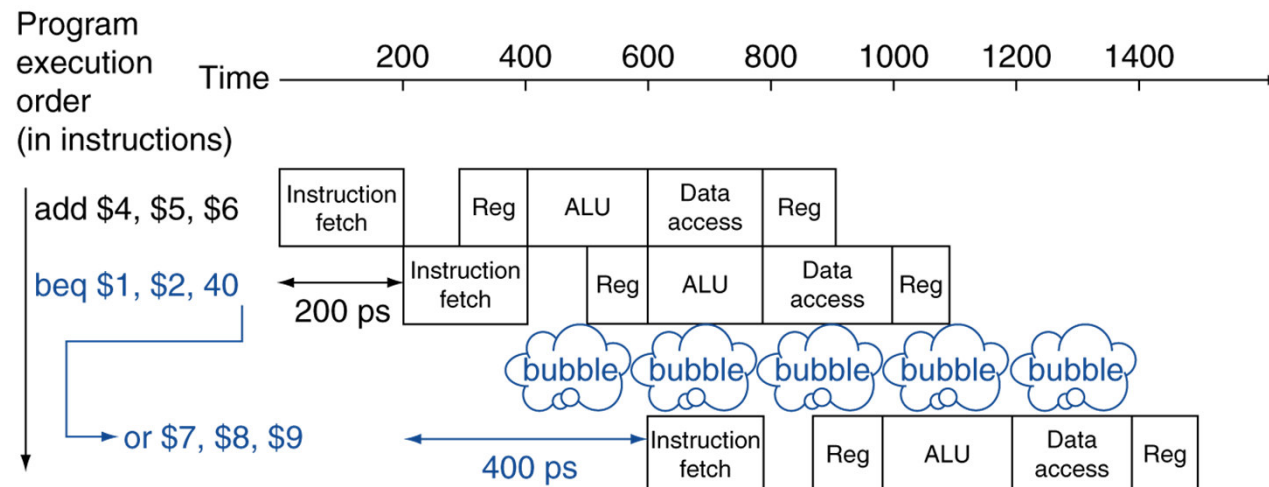 Program
execution
order
(in instructions)
Time
200 400 600 800 1000 1200 1400
add $4, $5, $6
Instruction
fetch
Reg
ALU
Data
access
Reg
beq $1, $2, 40
200 ps
Instruction
fetch
Reg
ALU
Data
access
Reg
bubble bubble bubble bubble bubble
or $7, $8, $9
400 ps
Instruction
fetch
Reg
ALU
Data
access
Reg